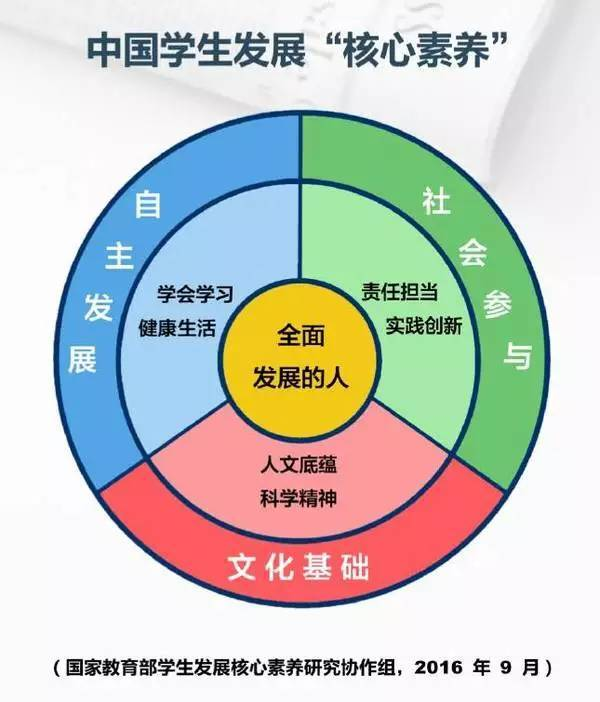 中国学生发展“核心素养”
自主发展
社会参与
学会学习
健康生活
责任担当
实践创新
全面
发展的人
人文底蕴
科学精神
文化基础
（国家教育部学生发展核心素养研究协作组，2016 年 9 月）